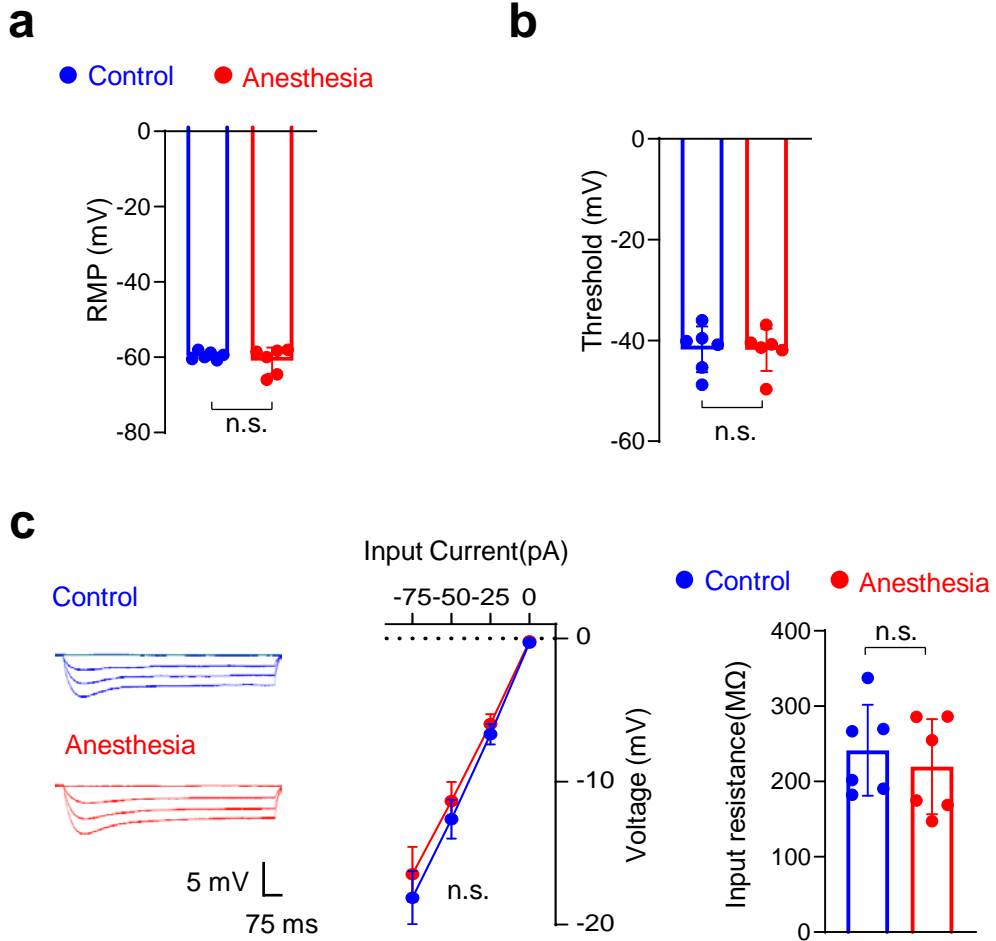 a
Control Anesthesia
RMP (mV)
0
-20
-40
-60
-80
n.s.
b
Threshold (mV)
0
-20
-40
-60
n.s.
c
Control
Anesthesia
5 mV
75 ms
Input Current(pA)
-75 -50 -25 0
0
-10
-20
Voltage (mV)
n.s.
Control Anesthesia
Input resistance(MΩ)
400
300
200
100
0
n.s.